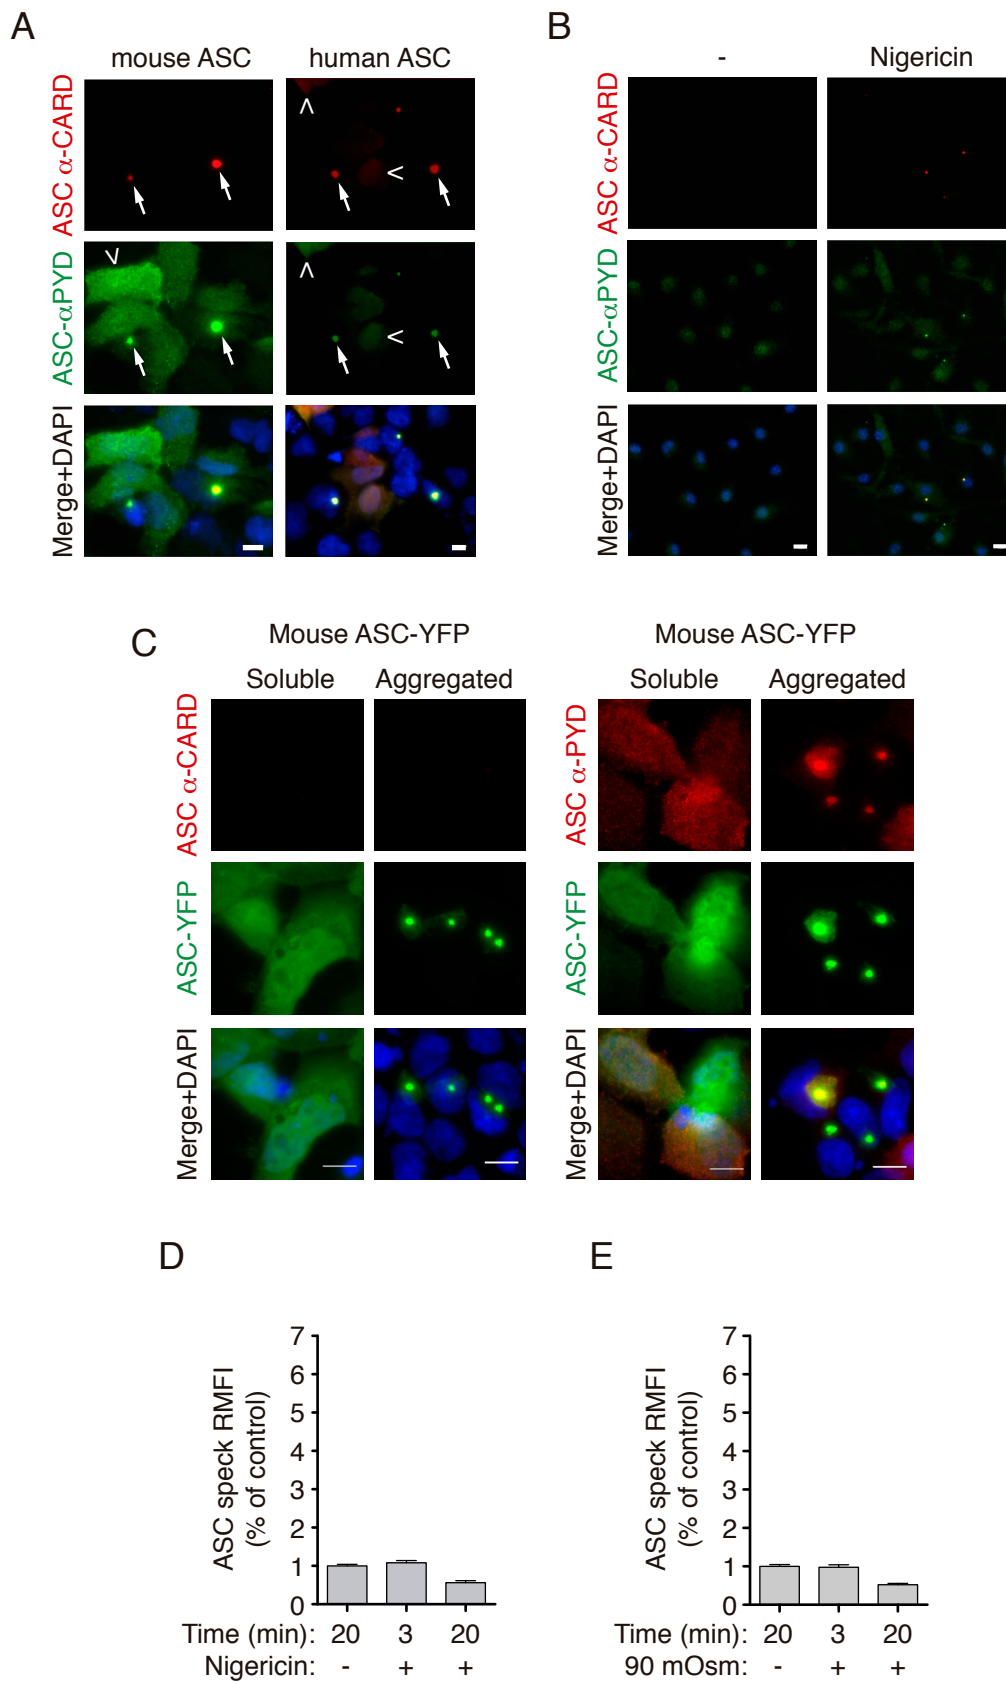 A
mouse ASC
human ASC
ASC α-CARD
ASC-αPYD
Merge+DAPI
B
-
Nigericin
ASC α-CARD
ASC-αPYD
Merge+DAPI
C
Mouse ASC-YFP
Soluble
Aggregated
ASC α-CARD
ASC-YFP
Merge+DAPI
Mouse ASC-YFP
Soluble
Aggregated
ASC α-PYD
ASC-YFP
Merge+DAPI
D
ASC speck RMFI
(% of control)
7
6
5
4
3
2
1
0
Time (min): 20 3 20
Nigericin: - + +
E
ASC speck RMFI
(% of control)
7
6
5
4
3
2
1
0
Time (min): 20 3 20
90 mOsm: - + +